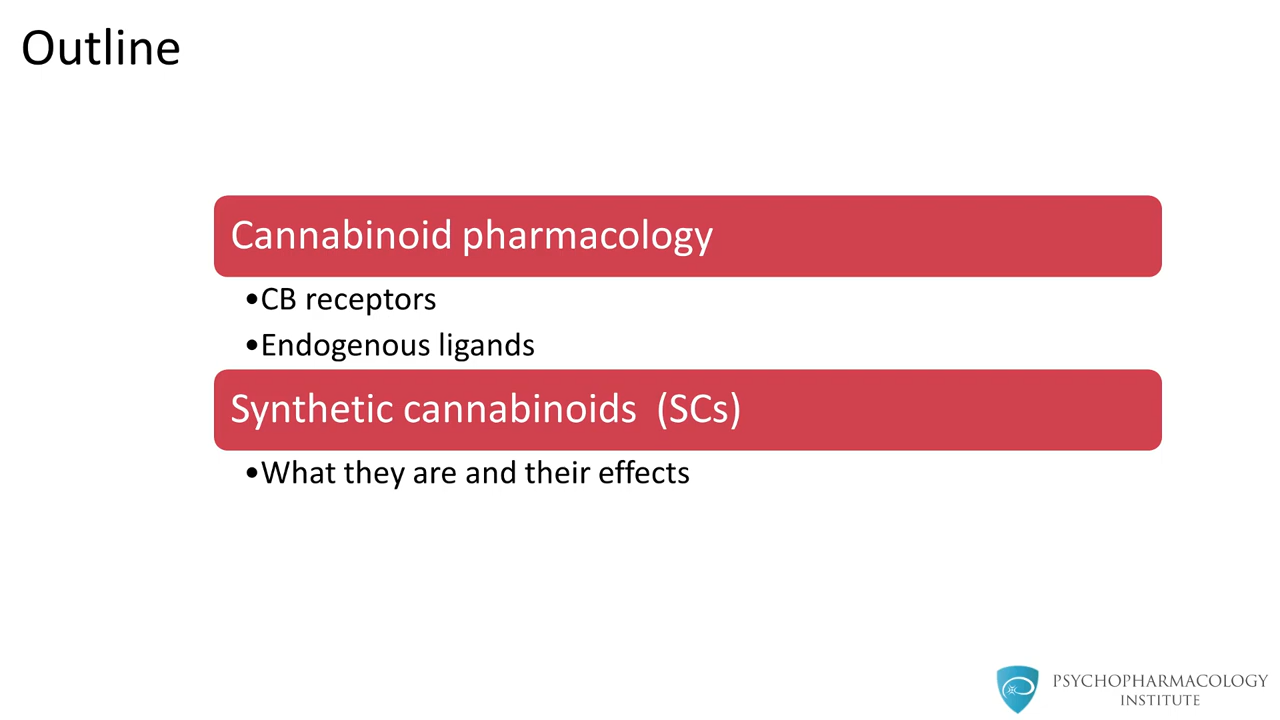 Outline
Cannabinoid pharmacology
•CB receptors
•Endogenous ligands
Synthetic cannabinoids  (SCs)
•What they are and their effects
PSYCHOPHARMACOLOGY
INSTITUTE